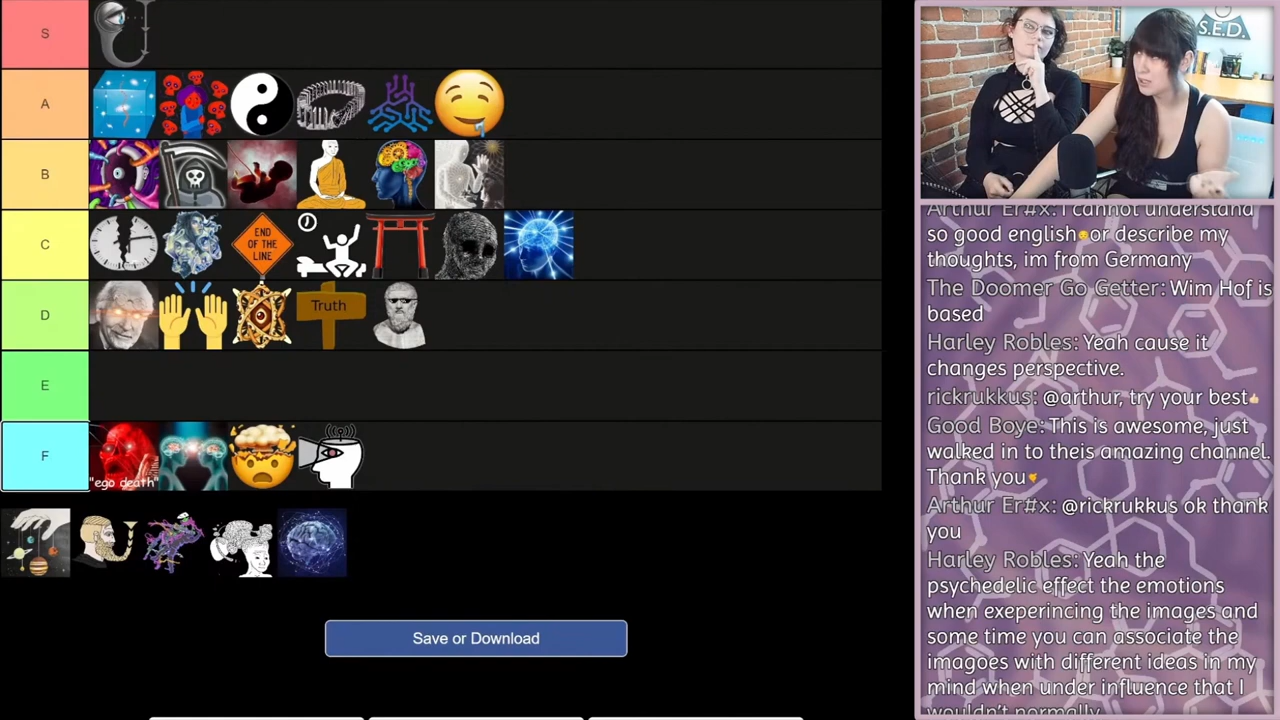 S
A
B
C
END
OF THE
LINE
D
Truth
E
F
"ego death"
Save or Download
S.E.D.
Arthur Er#x: I cannot understand
so good english😔or describe my
thoughts, im from Germany
The Doomer Go Getter: Wim Hof is
based
Harley Robles: Yeah cause it
changes perspective.
rickrukkus: @arthur, try your best👍
Good Boye: This is awesome, just
walked in to theis amazing channel.
Thank you
Arthur Er#x: @rickrukkus ok thank
you
Harley Robles: Yeah the
psychedelic effect the emotions
when exeperincing the images and
some time you can associate the
imagoes with different ideas in my
mind when under influence that I
wouldn't normally